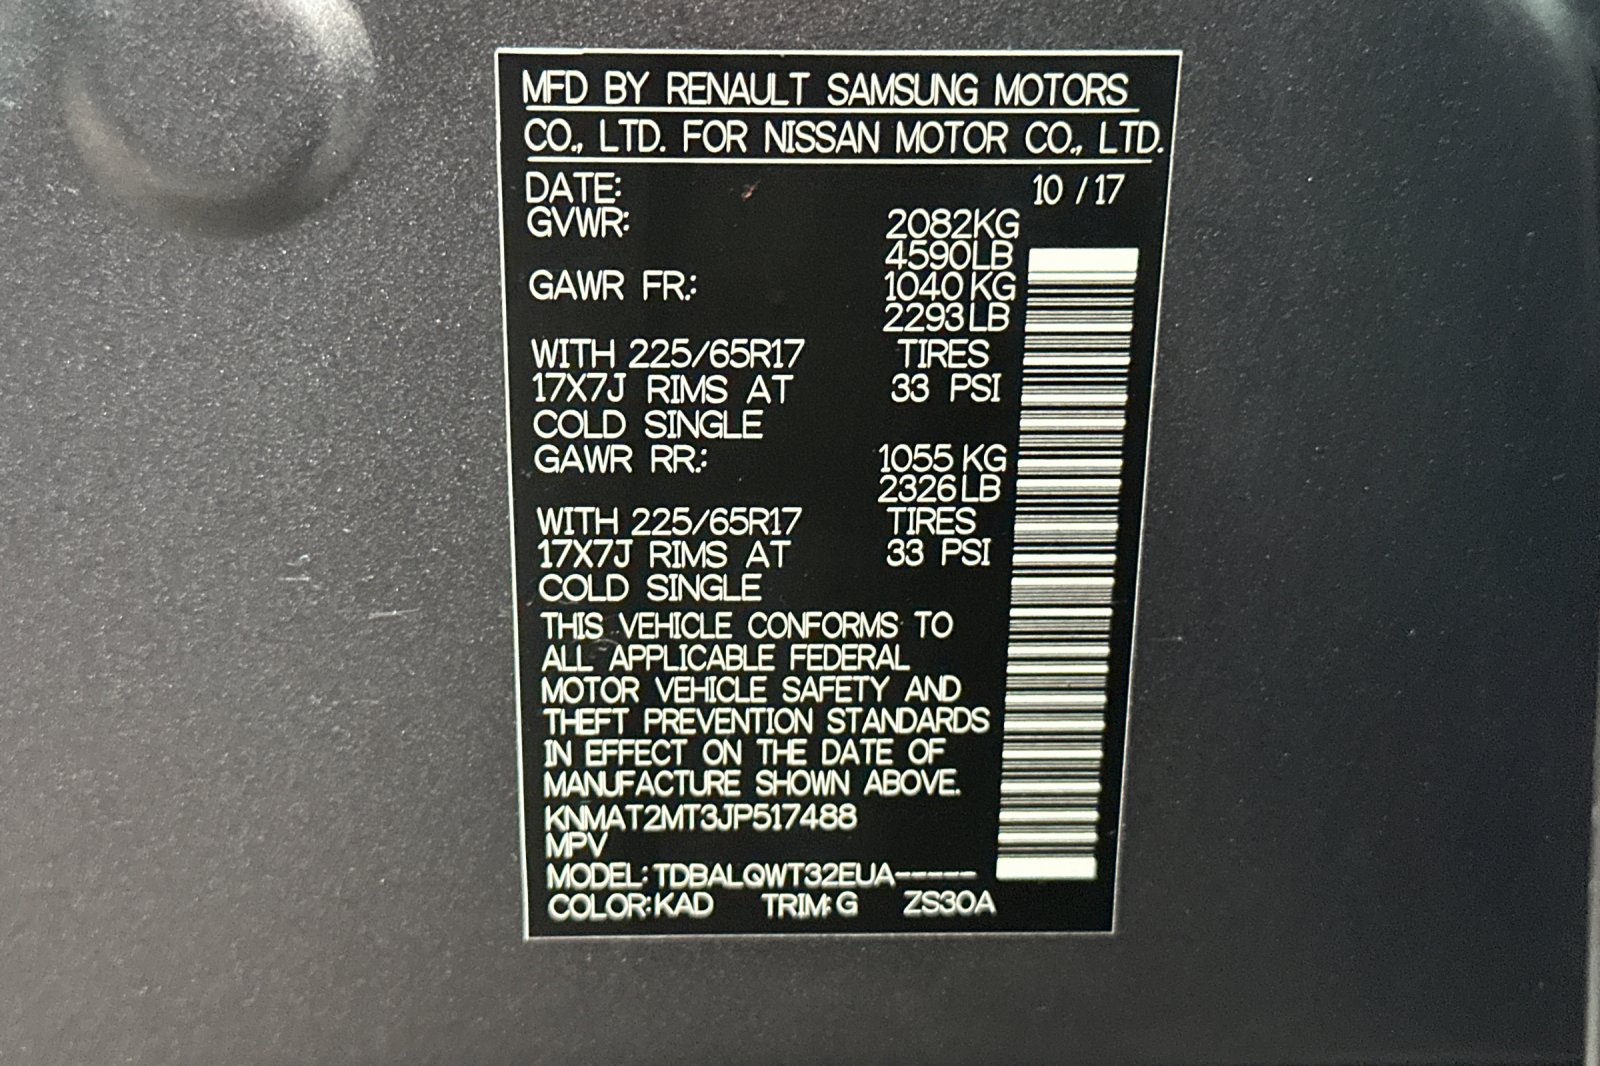 MFD BY RENAULT SAMSUNG MOTORS
CO., LTD. FOR NISSAN MOTOR CO., LTD.
DATE: 10 / 17
GVWR: 2082KG
4590LB
GAWR FR.: 1040 KG
2293LB
WITH 225/65R17 TIRES
17X7J RIMS AT 33 PSI
COLD SINGLE
GAWR RR.: 1055 KG
2326LB
WITH 225/65R17 TIRES
17X7J RIMS AT 33 PSI
COLD SINGLE
THIS VEHICLE CONFORMS TO
ALL APPLICABLE FEDERAL
MOTOR VEHICLE SAFETY AND
THEFT PREVENTION STANDARDS
IN EFFECT ON THE DATE OF
MANUFACTURE SHOWN ABOVE.
KNMAT2MT3JP517488
MPV
MODEL: TDBALQWT32EUA-----
COLOR:KAD TRIM:G ZS30A